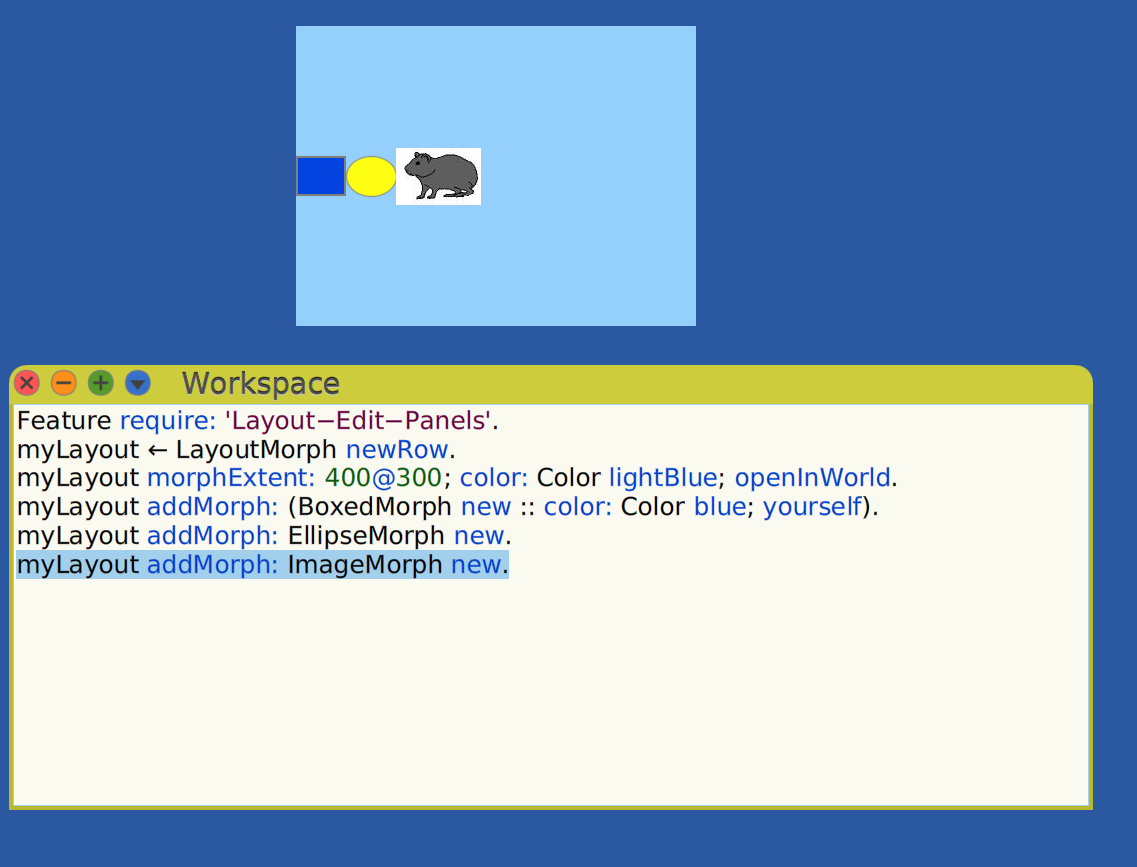 Workspace
Feature require: 'Layout−Edit−Panels'.
myLayout ← LayoutMorph newRow.
myLayout morphExtent: 400@300; color: Color lightBlue; openInWorld.
myLayout addMorph: (BoxedMorph new :: color: Color blue; yourself).
myLayout addMorph: EllipseMorph new.
myLayout addMorph: ImageMorph new.